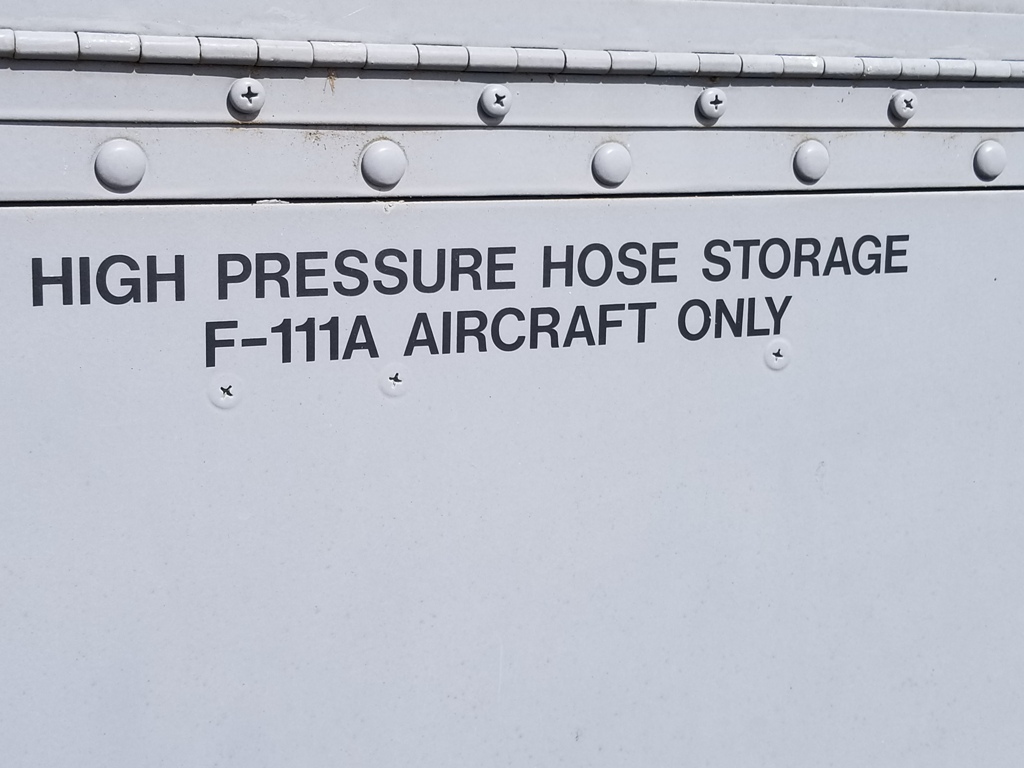 HIGH PRESSURE HOSE STORAGE
F-111A AIRCRAFT ONLY